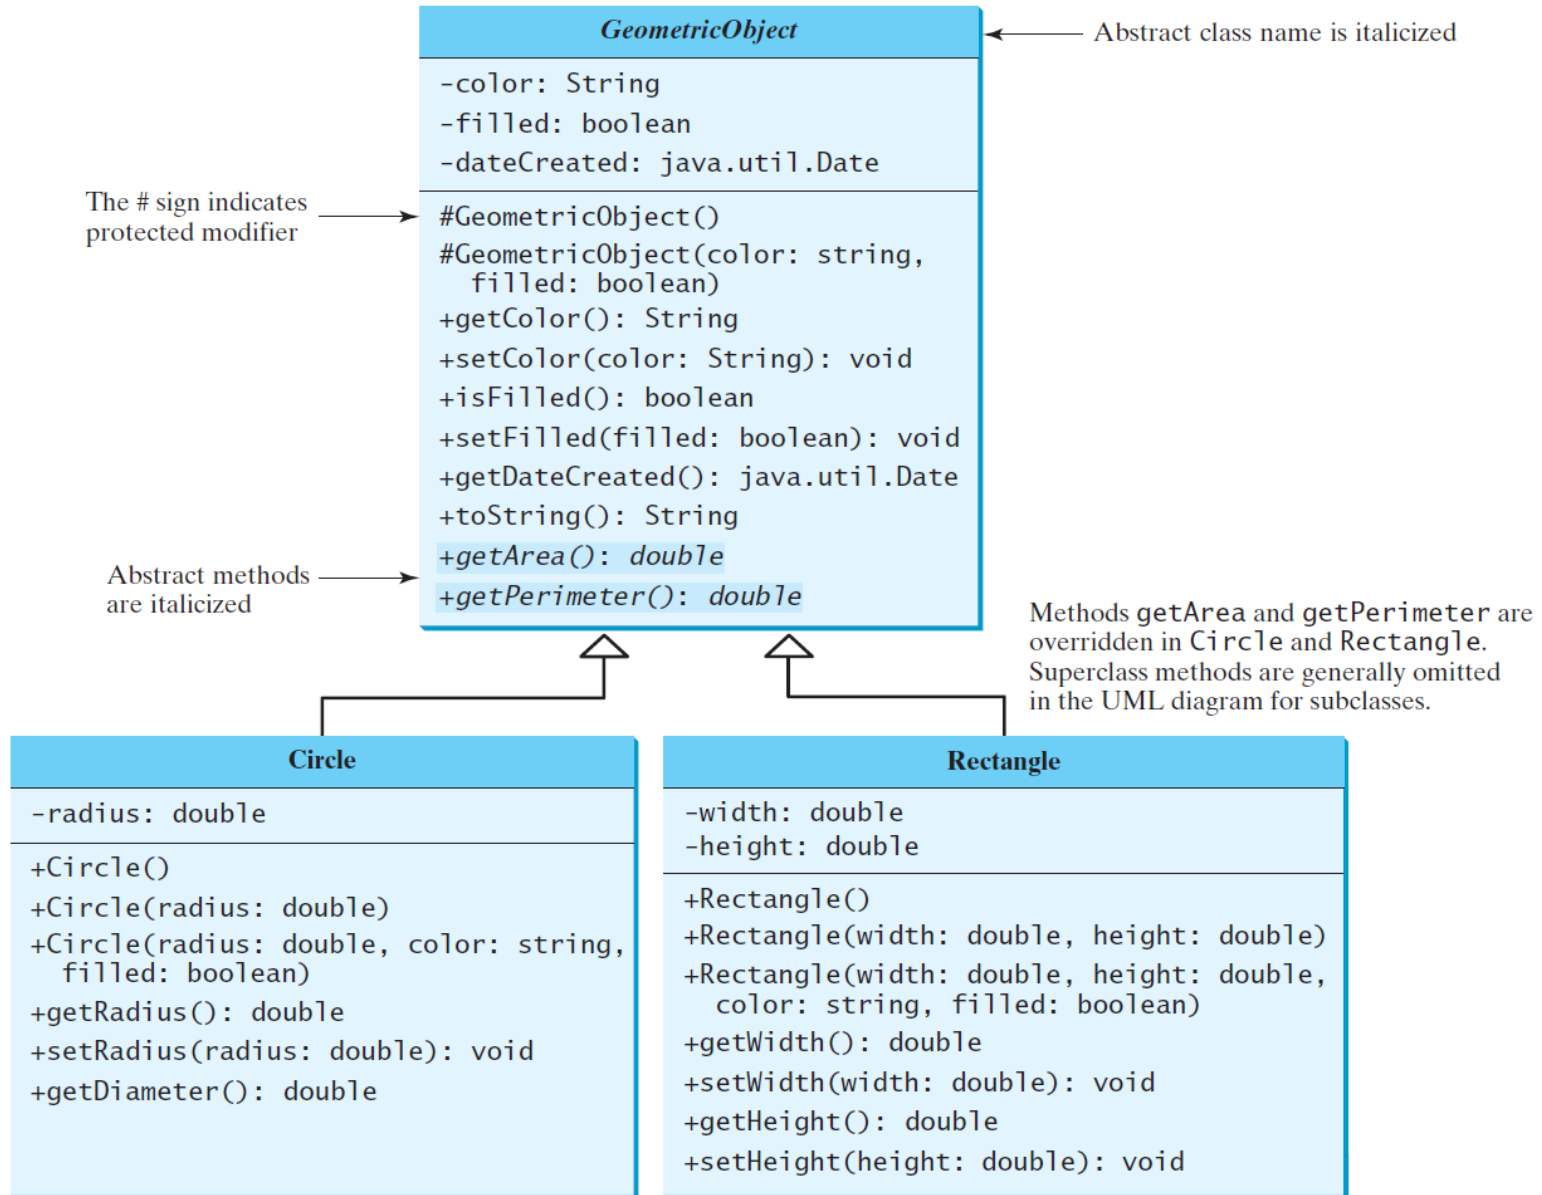 GeometricObject
Abstract class name is italicized
-color: String
-filled: boolean
-dateCreated: java.util.Date
The # sign indicates
protected modifier
#GeometricObject()
#GeometricObject(color: string,
filled: boolean)
+getColor(): String
+setColor(color: String): void
+isFilled(): boolean
+setFilled(filled: boolean): void
+getDateCreated(): java.util.Date
+toString(): String
+getArea(): double
+getPerimeter(): double
Abstract methods
are italicized
Methods getArea and getPerimeter are
overridden in Circle and Rectangle.
Superclass methods are generally omitted
in the UML diagram for subclasses.
Circle
-radius: double
+Circle()
+Circle(radius: double)
+Circle(radius: double, color: string,
filled: boolean)
+getRadius(): double
+setRadius(radius: double): void
+getDiameter(): double
Rectangle
-width: double
-height: double
+Rectangle()
+Rectangle(width: double, height: double)
+Rectangle(width: double, height: double,
color: string, filled: boolean)
+getWidth(): double
+setWidth(width: double): void
+getHeight(): double
+setHeight(height: double): void